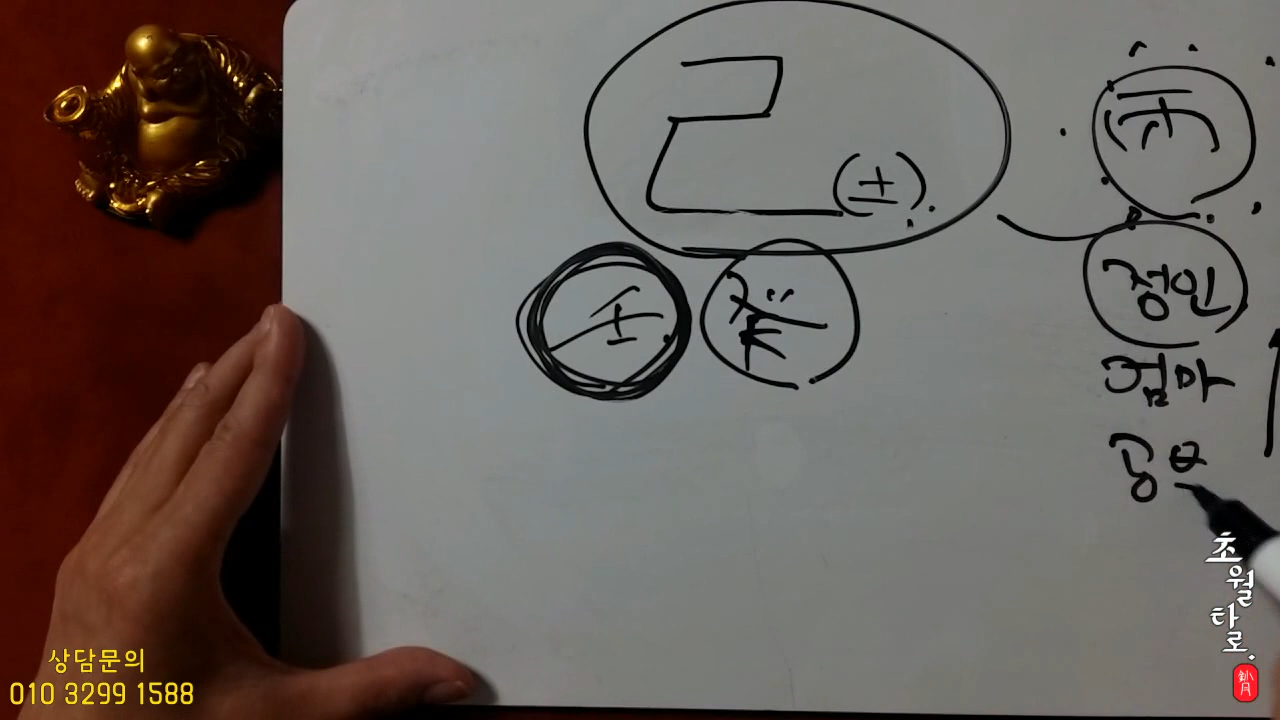 己(土)
壬 癸
丙
정인
엄마
공부
상담문의
010 3299 1588
초월타로.